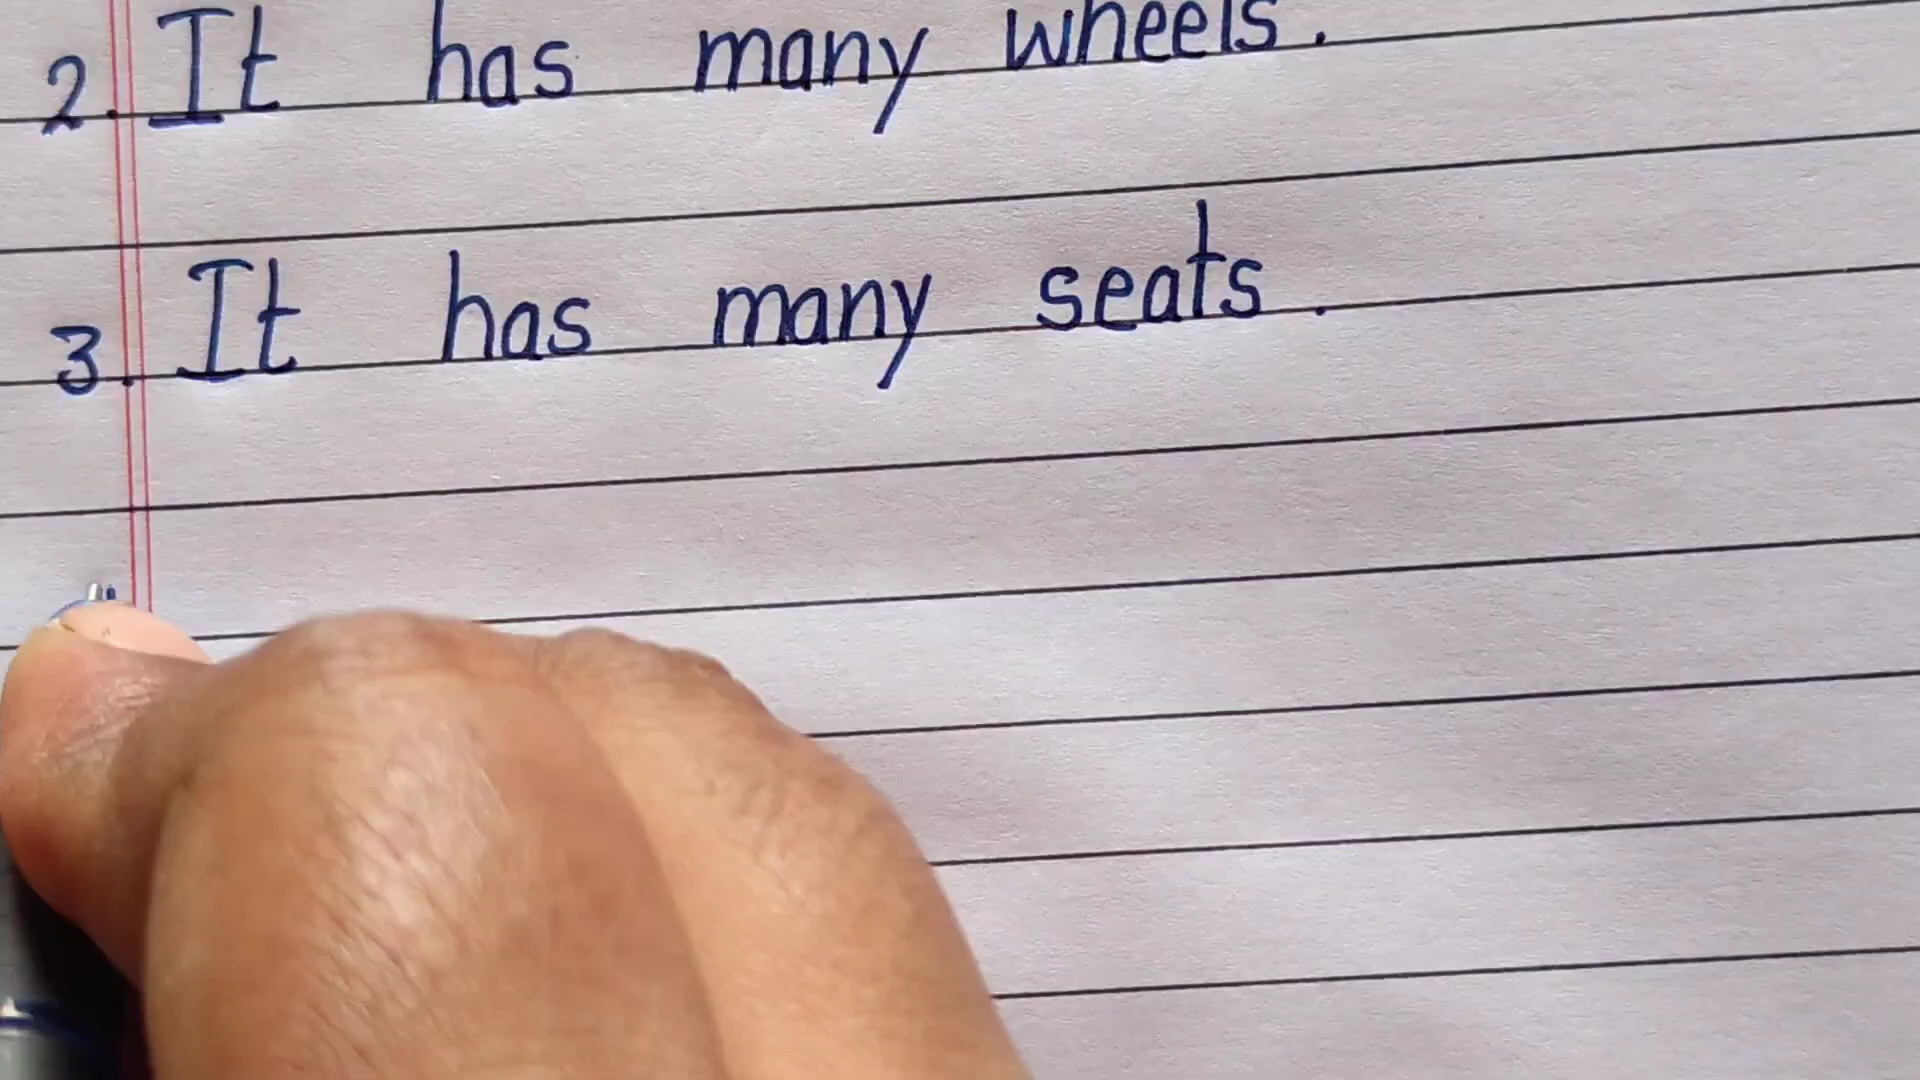 2. It has many wheels.
3. It has many seats.